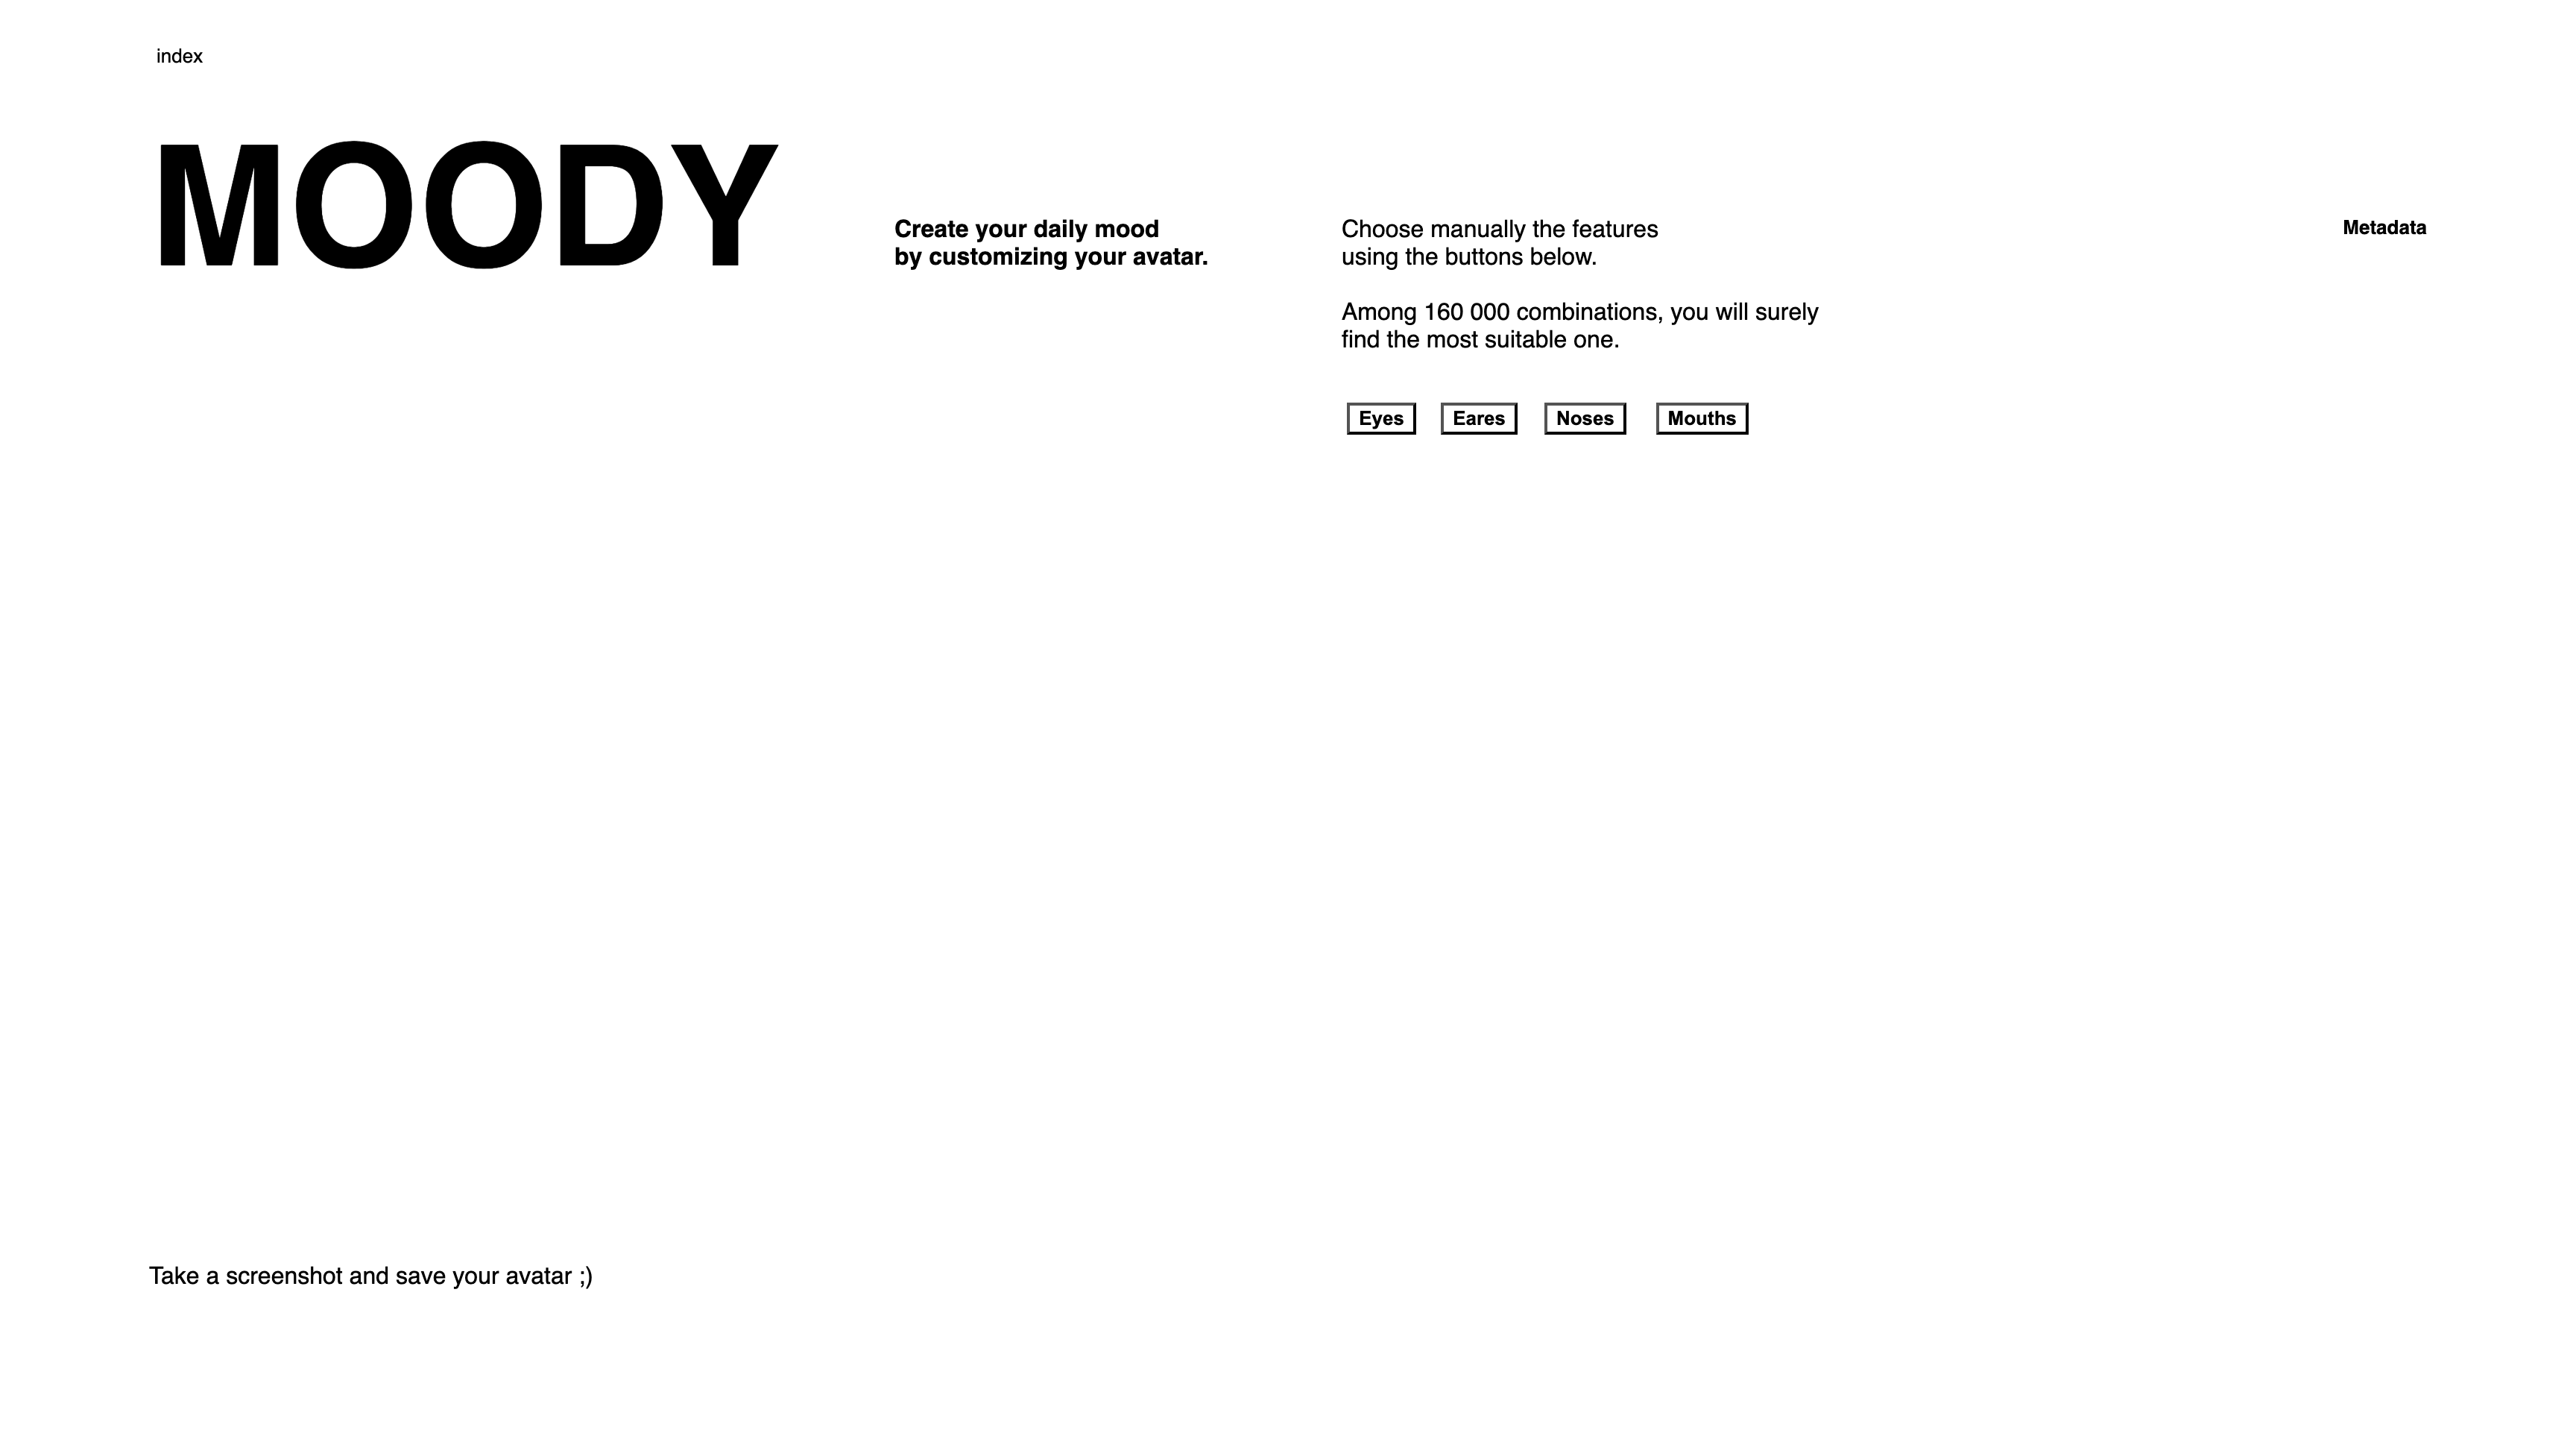 index
MOODY
Create your daily mood
by customizing your avatar.
Choose manually the features
using the buttons below.
Among 160 000 combinations, you will surely
find the most suitable one.
Eyes
Eares
Noses
Mouths
Metadata
Take a screenshot and save your avatar ;)